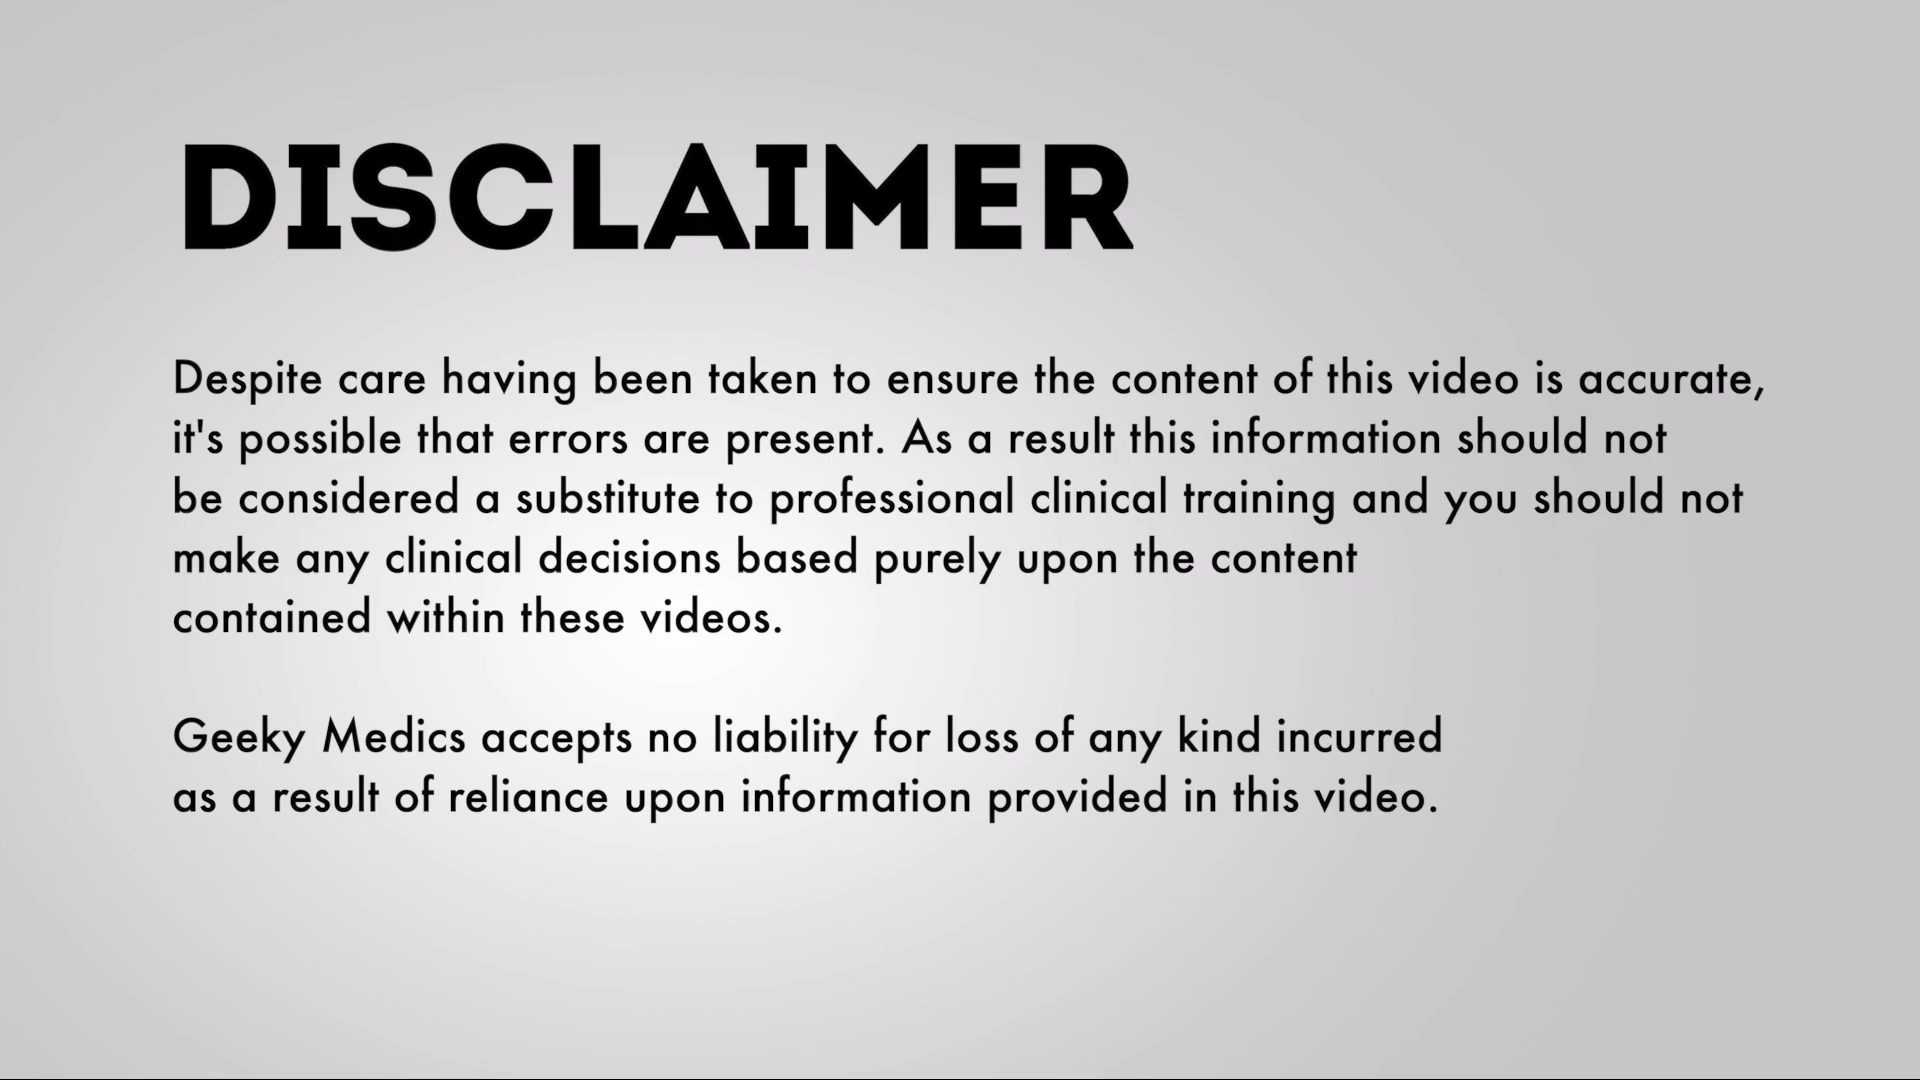 DISCLAIMER
Despite care having been taken to ensure the content of this video is accurate,
it's possible that errors are present. As a result this information should not
be considered a substitute to professional clinical training and you should not
make any clinical decisions based purely upon the content
contained within these videos.
Geeky Medics accepts no liability for loss of any kind incurred
as a result of reliance upon information provided in this video.